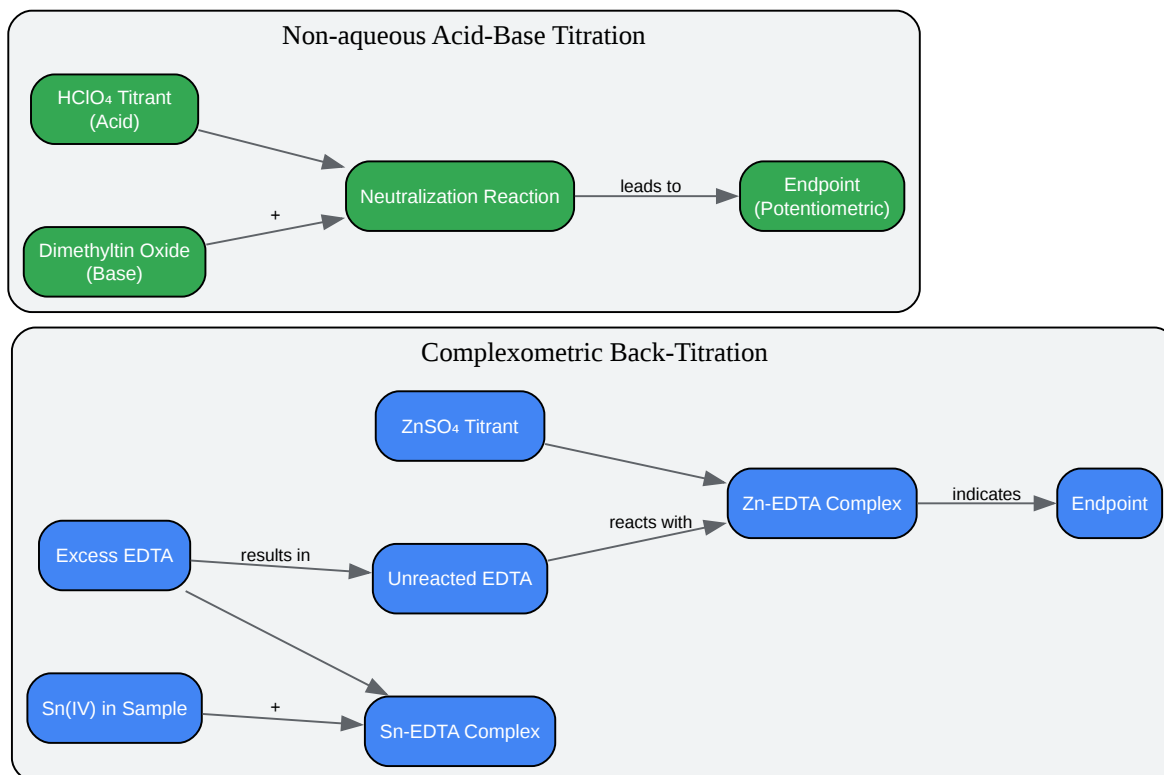 Non-aqueous Acid-Base Titration
HClO₄ Titrant
(Acid)
+
Dimethyltin Oxide
(Base)
Neutralization Reaction
leads to
Endpoint
(Potentiometric)
Complexometric Back-Titration
ZnSO₄ Titrant
Excess EDTA
results in
Unreacted EDTA
reacts with
Zn-EDTA Complex
indicates
Endpoint
Sn(IV) in Sample
+
Sn-EDTA Complex